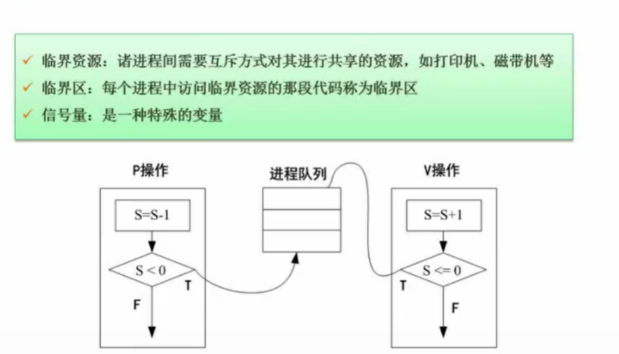 ✓ 临界资源：诸进程间需要互斥方式对其进行共享的资源，如打印机、磁带机等
✓ 临界区：每个进程中访问临界资源的那段代码称为临界区
✓ 信号量：是一种特殊的变量
P操作
进程队列
V操作
S=S-1
S=S+1
S < 0
S <= 0
T
T
F
F